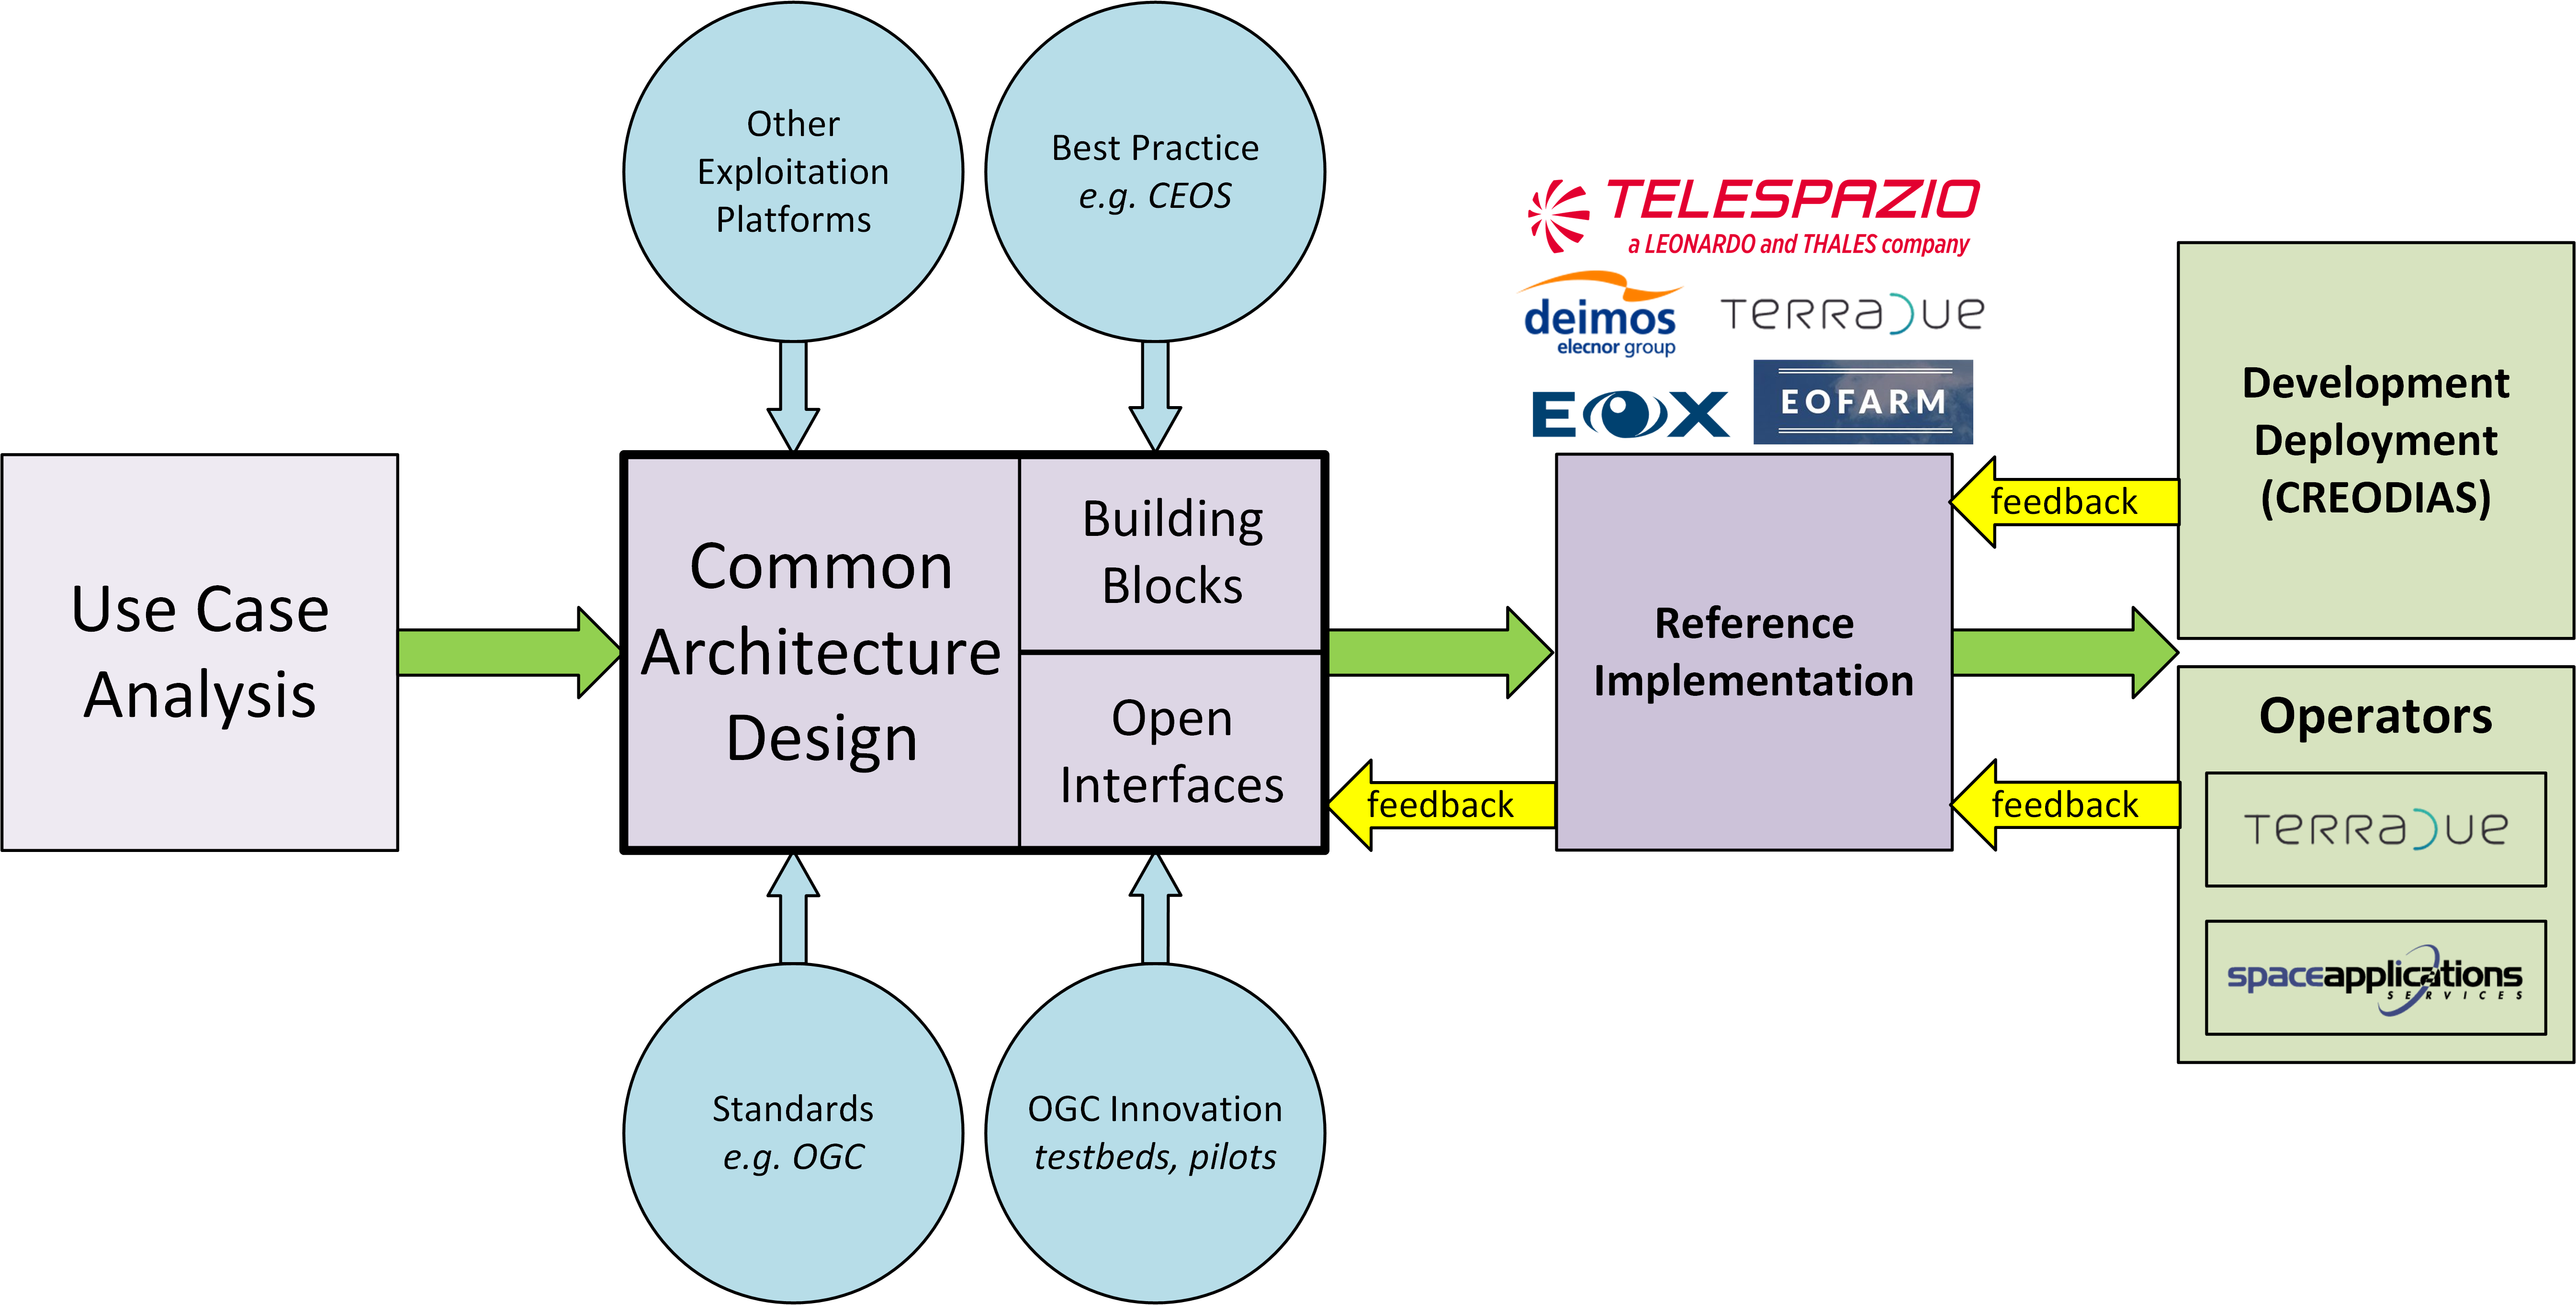 Other
Exploitation
Platforms
Best Practice
e.g. CEOS
TELESPAZIO
a LEONARDO and THALES company
deimos
elecnor group
TERRADUE
EOX
EOFARM
Use Case
Analysis
Common
Architecture
Design
Building
Blocks
Open
Interfaces
feedback
Reference
Implementation
feedback
feedback
Development
Deployment
(CREODIAS)
Operators
TERRADUE
spaceapplications
SERVICES
Standards
e.g. OGC
OGC Innovation
testbeds, pilots